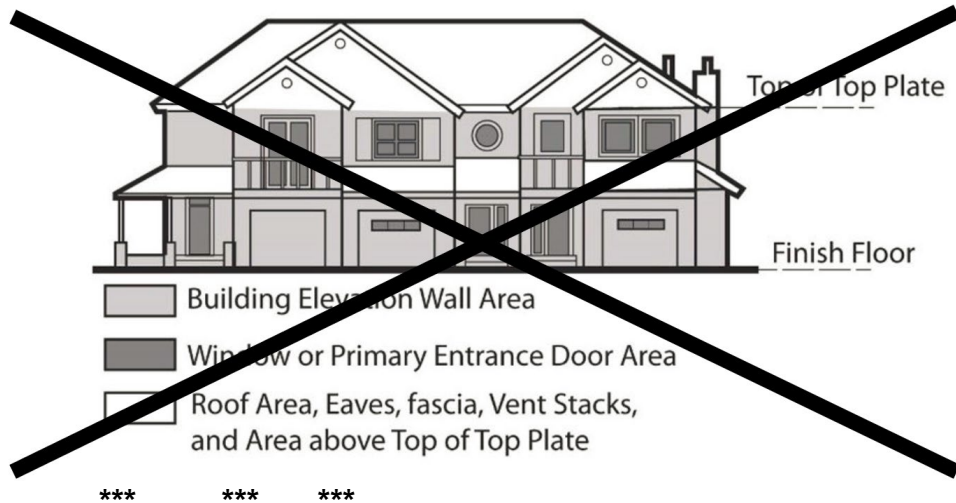 Top of Top Plate
Finish Floor
Building Elevation Wall Area
Window or Primary Entrance Door Area
Roof Area, Eaves, fascia, Vent Stacks,
and Area above Top of Top Plate
*** *** ***